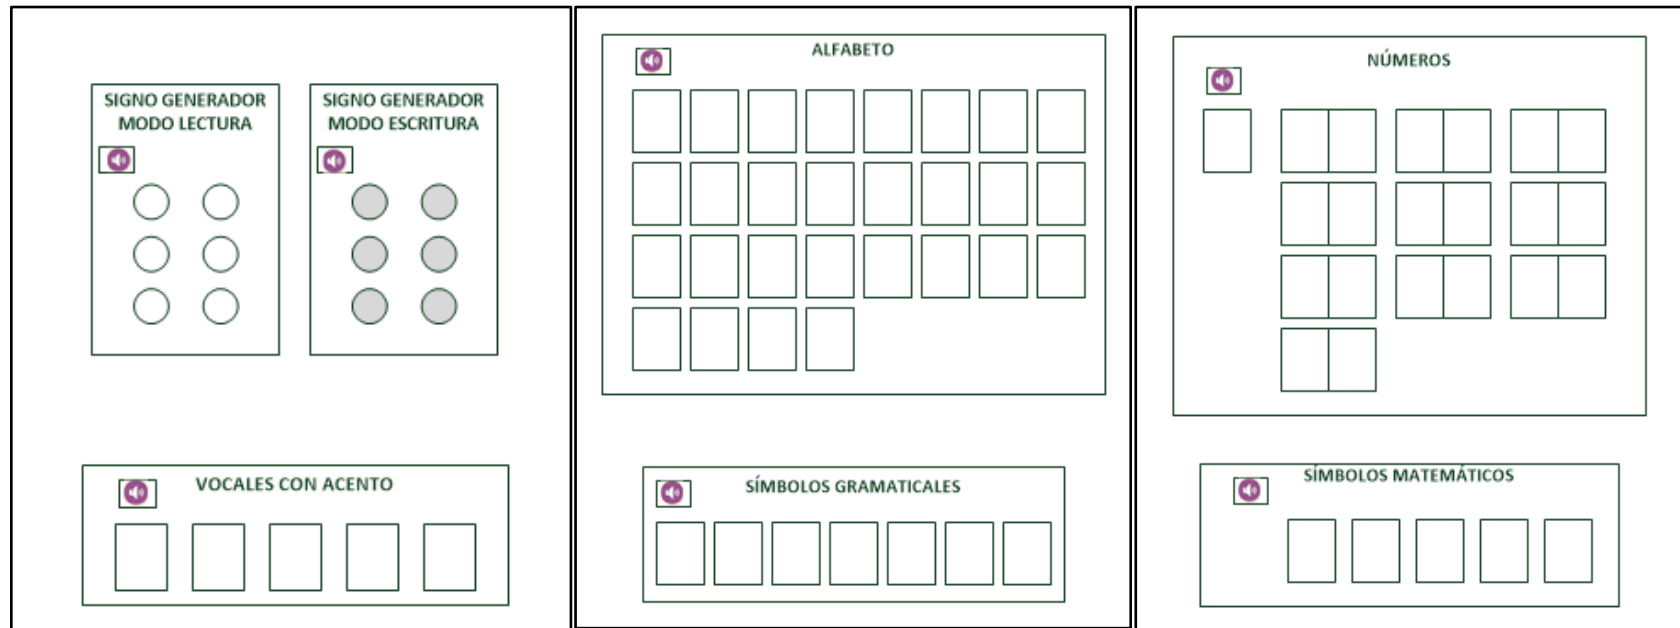 SIGNO GENERADOR
MODO LECTURA
SIGNO GENERADOR
MODO ESCRITURA
VOCALES CON ACENTO
ALFABETO
SÍMBOLOS GRAMATICALES
NÚMEROS
SÍMBOLOS MATEMÁTICOS